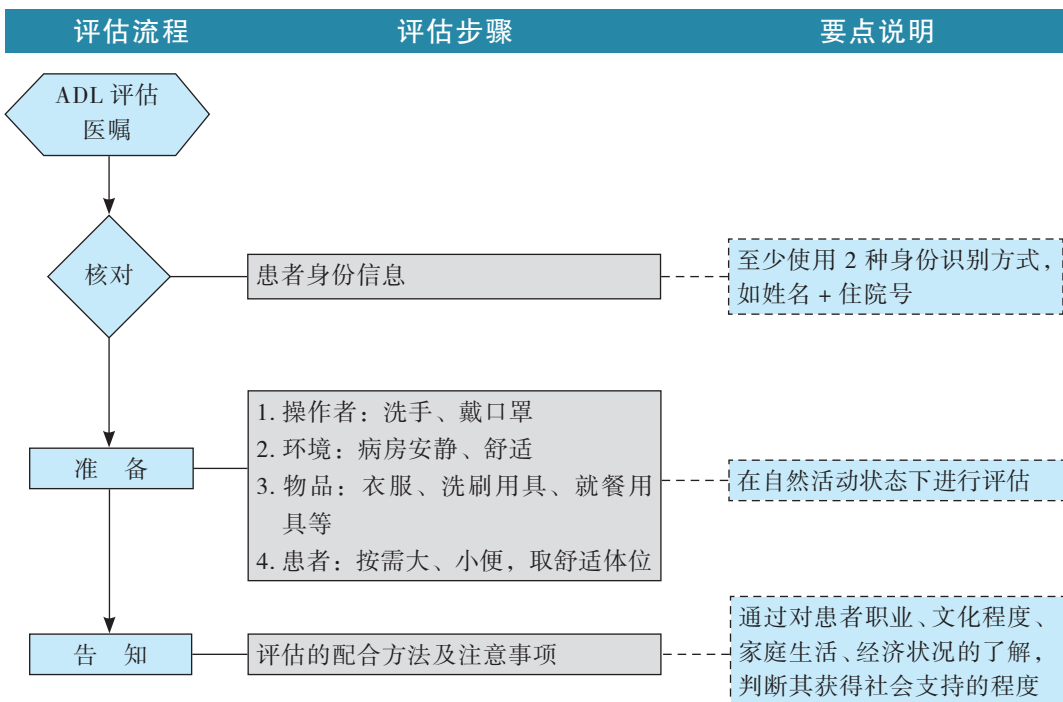 评估流程 评估步骤 要点说明
ADL 评估
医嘱
核对
患者身份信息
至少使用 2 种身份识别方式，
如姓名 + 住院号
准 备
1. 操作者：洗手、戴口罩
2. 环境：病房安静、舒适
3. 物品：衣服、洗刷用具、就餐用
具等
4. 患者：按需大、小便，取舒适体位
在自然活动状态下进行评估
告 知
评估的配合方法及注意事项
通过对患者职业、文化程度、
家庭生活、经济状况的了解，
判断其获得社会支持的程度